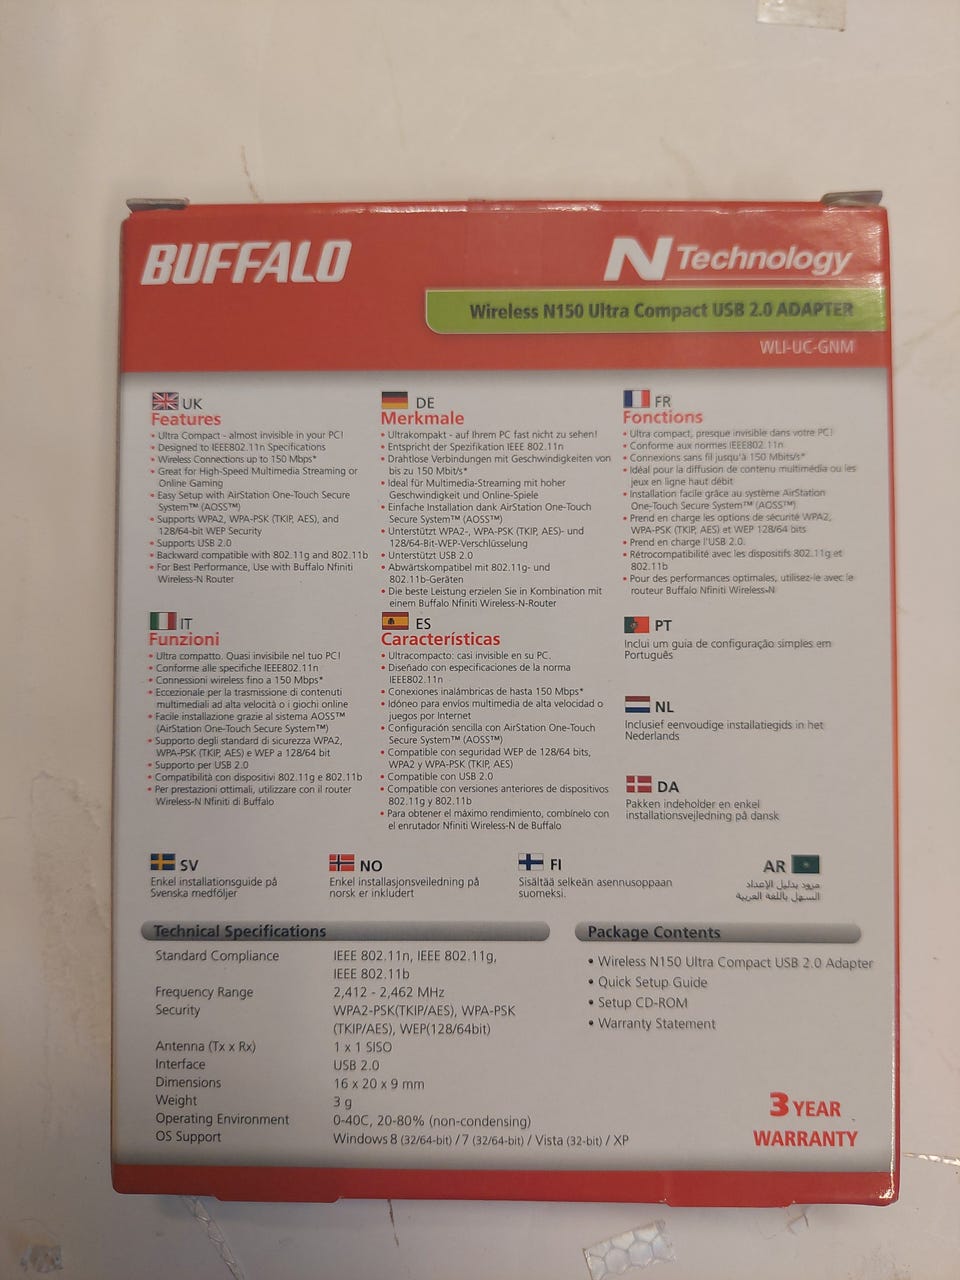 BUFFALO
N Technology
Wireless N150 Ultra Compact USB 2.0 ADAPTER
WLI-UC-GNM
UK
Features
• Ultra Compact - almost invisible in your PC!
• Designed to IEEE802.11n Specifications
• Wireless Connections up to 150 Mbps*
• Great for High-Speed Multimedia Streaming or
Online Gaming
• Easy Setup with AirStation One-Touch Secure
System™ (AOSS™)
• Supports WPA2, WPA-PSK (TKIP, AES), and
128/64-bit WEP Security
• Supports USB 2.0
• Backward compatible with 802.11g and 802.11b
• For Best Performance, Use with Buffalo Nfiniti
Wireless-N Router
DE
Merkmale
• Ultrakompakt - auf Ihrem PC fast nicht zu sehen!
• Entspricht der Spezifikation IEEE 802.11n
• Drahtlose Verbindungen mit Geschwindigkeiten von
bis zu 150 Mbit/s*
• Ideal für Multimedia-Streaming mit hoher
Geschwindigkeit und Online-Spiele
• Einfache Installation dank AirStation One-Touch
Secure System™ (AOSS™)
• Unterstützt WPA2-, WPA-PSK (TKIP, AES)- und
128/64-Bit-WEP-Verschlüsselung
• Unterstützt USB 2.0
• Abwärtskompatibel mit 802.11g- und
802.11b-Geräten
• Die beste Leistung erzielen Sie in Kombination mit
einem Buffalo Nfiniti Wireless-N-Router
FR
Fonctions
• Ultra compact, presque invisible dans votre PC!
• Conforme aux normes IEEE802.11n
• Connexions sans fil jusqu'à 150 Mbits/s*
• Idéal pour la diffusion de contenu multimédia ou les
jeux en ligne haut débit
• Installation facile grâce au système AirStation
One-Touch Secure System™ (AOSS™)
• Prend en charge les options de sécurité WPA2,
WPA-PSK (TKIP, AES) et WEP 128/64 bits
• Prend en charge l'USB 2.0.
• Rétrocompatibilité avec les dispositifs 802.11g et
802.11b
• Pour des performances optimales, utilisez-le avec le
routeur Buffalo Nfiniti Wireless-N
IT
Funzioni
• Ultra compatto. Quasi invisibile nel tuo PC!
• Conforme alle specifiche IEEE802.11n
• Connessioni wireless fino a 150 Mbps*
• Eccezionale per la trasmissione di contenuti
multimediali ad alta velocità o i giochi online
• Facile installazione grazie al sistema AOSS™
(AirStation One-Touch Secure System™)
• Supporto degli standard di sicurezza WPA2,
WPA-PSK (TKIP, AES) e WEP a 128/64 bit
• Supporto per USB 2.0
• Compatibilità con dispositivi 802.11g e 802.11b
• Per prestazioni ottimali, utilizzare con il router
Wireless-N Nfiniti di Buffalo
ES
Características
• Ultracompacto: casi invisible en su PC.
• Diseñado con especificaciones de la norma
IEEE802.11n
• Conexiones inalámbricas de hasta 150 Mbps*
• Idóneo para envíos multimedia de alta velocidad o
juegos por Internet
• Configuración sencilla con AirStation One-Touch
Secure System™ (AOSS™)
• Compatible con seguridad WEP de 128/64 bits,
WPA2 y WPA-PSK (TKIP, AES)
• Compatible con USB 2.0
• Compatible con versiones anteriores de dispositivos
802.11g y 802.11b
• Para obtener el máximo rendimiento, combínelo con
el enrutador Nfiniti Wireless-N de Buffalo
PT
Inclui um guia de configuração simples em
Português
NL
Inclusief eenvoudige installatiegids in het
Nederlands
DA
Pakken indeholder en enkel
installationsvejledning på dansk
SV
Enkel installationsguide på
Svenska medföljer
NO
Enkel installasjonsveiledning på
norsk er inkludert
FI
Sisältää selkeän asennusoppaan
suomeksi.
AR
مزود بدليل الإعداد
السهل باللغة العربية
Technical Specifications
Standard Compliance IEEE 802.11n, IEEE 802.11g,
IEEE 802.11b
Frequency Range 2,412 - 2,462 MHz
Security WPA2-PSK(TKIP/AES), WPA-PSK
(TKIP/AES), WEP(128/64bit)
Antenna (Tx x Rx) 1 x 1 SISO
Interface USB 2.0
Dimensions 16 x 20 x 9 mm
Weight 3 g
Operating Environment 0-40C, 20-80% (non-condensing)
OS Support Windows 8 (32/64-bit) / 7 (32/64-bit) / Vista (32-bit) / XP
Package Contents
• Wireless N150 Ultra Compact USB 2.0 Adapter
• Quick Setup Guide
• Setup CD-ROM
• Warranty Statement
3 YEAR
WARRANTY